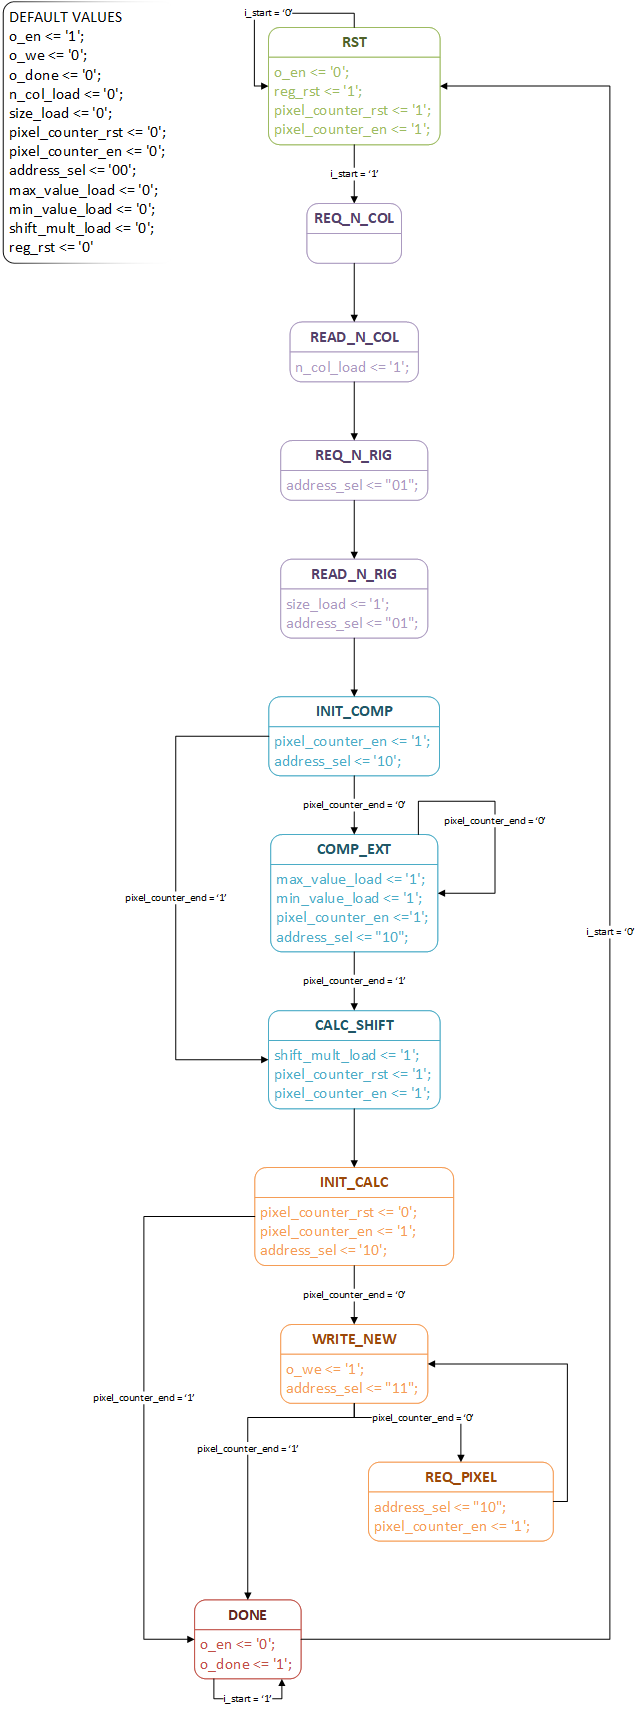 DEFAULT VALUES
o_en <= '1';
o_we <= '0';
o_done <= '0';
n_col_load <= '0';
size_load <= '0';
pixel_counter_rst <= '0';
pixel_counter_en <= '0';
address_sel <= '00';
max_value_load <= '0';
min_value_load <= '0';
shift_mult_load <= '0';
reg_rst <= '0'
i_start = ‘0’
RST
o_en <= '0';
reg_rst <= '1';
pixel_counter_rst <= '1';
pixel_counter_en <= '1';
i_start = ‘1’
REQ_N_COL
READ_N_COL
n_col_load <= '1';
REQ_N_RIG
address_sel <= "01";
READ_N_RIG
size_load <= '1';
address_sel <= "01";
INIT_COMP
pixel_counter_en <= '1';
address_sel <= '10';
pixel_counter_end = ‘0’
pixel_counter_end = ‘0’
COMP_EXT
max_value_load <= '1';
min_value_load <= '1';
pixel_counter_en <='1';
address_sel <= "10";
pixel_counter_end = ‘1’
i_start = ‘0’
pixel_counter_end = ‘1’
CALC_SHIFT
shift_mult_load <= '1';
pixel_counter_rst <= '1';
pixel_counter_en <= '1';
INIT_CALC
pixel_counter_rst <= '0';
pixel_counter_en <= '1';
address_sel <= '10';
pixel_counter_end = ‘0’
WRITE_NEW
o_we <= '1';
address_sel <= "11";
pixel_counter_end = ‘1’
pixel_counter_end = ‘0’
pixel_counter_end = ‘1’
REQ_PIXEL
address_sel <= "10";
pixel_counter_en <= '1';
DONE
o_en <= '0';
o_done <= '1';
i_start = ‘1’